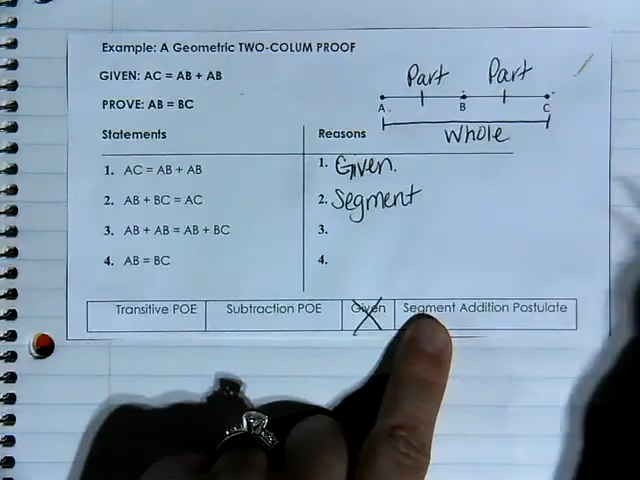 Example: A Geometric TWO-COLUM PROOF
GIVEN: AC = AB + AB
PROVE: AB = BC
Part Part
A B C
Whole
Statements Reasons
1. AC = AB + AB 1. Given.
2. AB + BC = AC 2. Segment
3. AB + AB = AB + BC 3.
4. AB = BC 4.
Transitive POE Subtraction POE Given Segment Addition Postulate